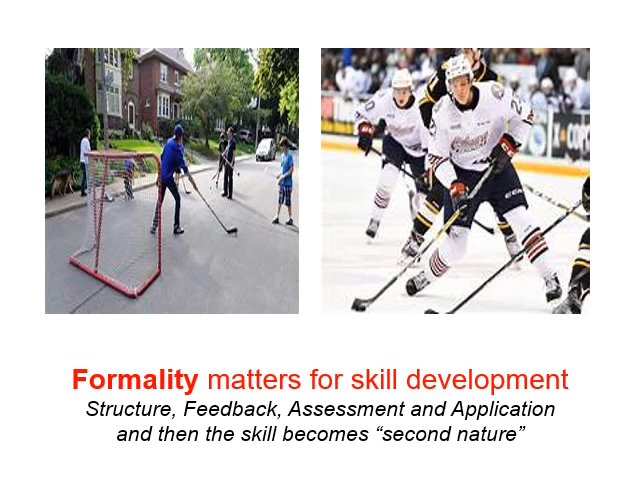 Formality matters for skill development
Structure, Feedback, Assessment and Application
and then the skill becomes “second nature”